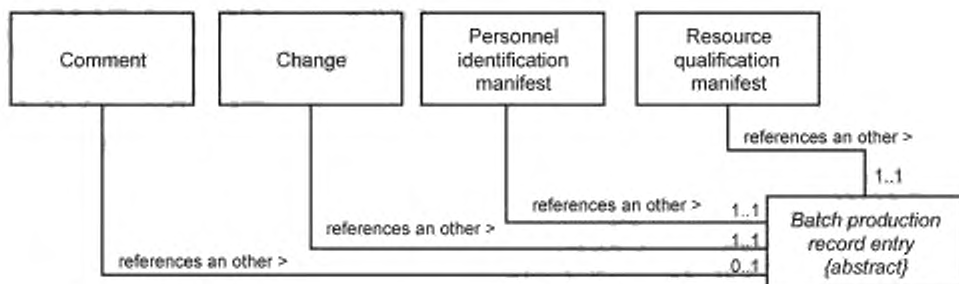 Comment
Change
Personnel
identification
manifest
Resource
qualification
manifest
references an other >
1..1
references an other >
1..1
references an other >
1..1
references an other >
0..1
Batch production
record entry
{abstract}